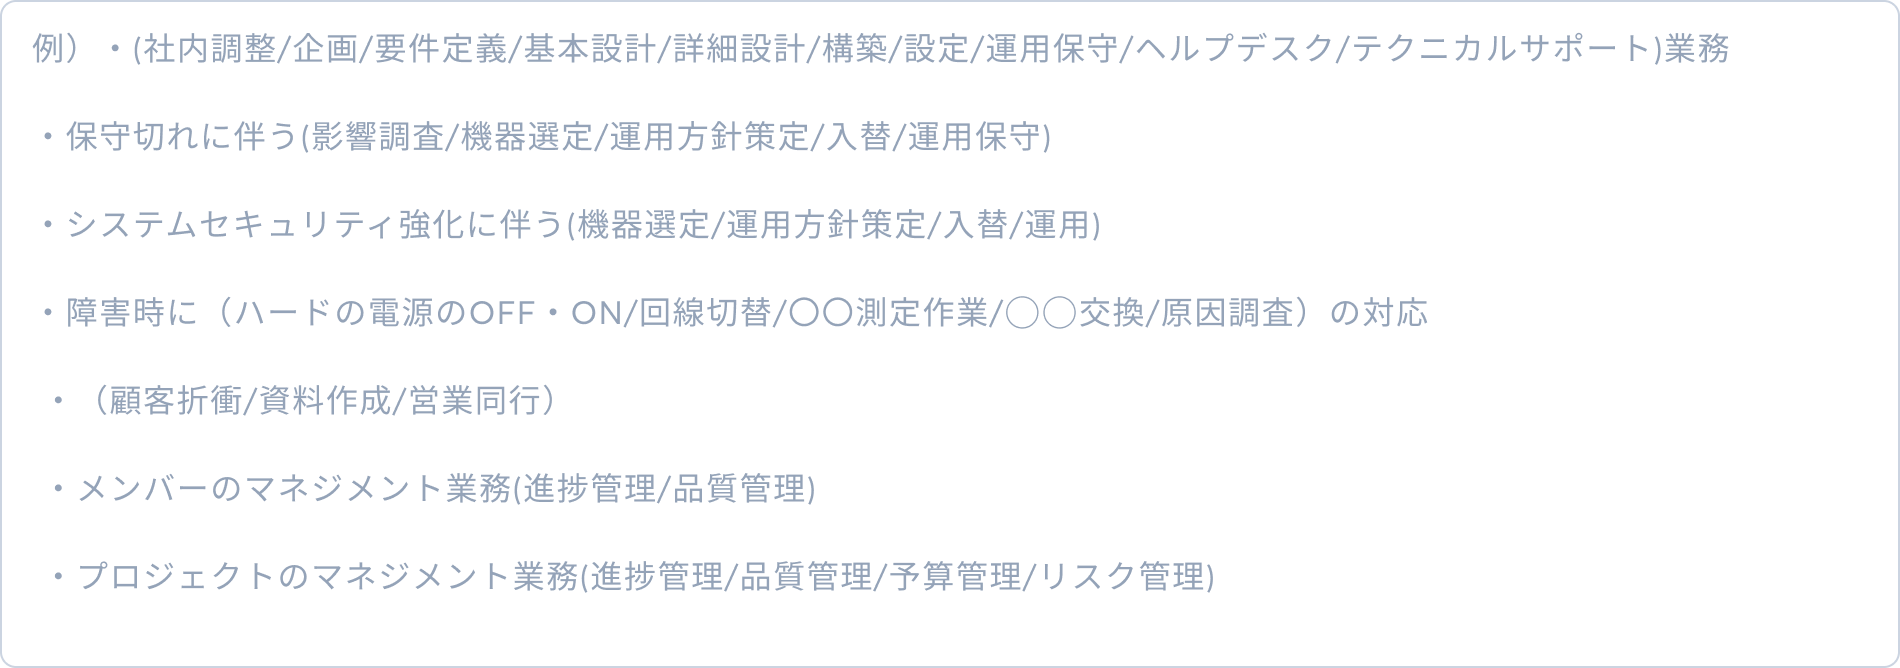 例）・(社内調整/企画/要件定義/基本設計/詳細設計/構築/設定/運用保守/ヘルプデスク/テクニカルサポート)業務
・保守切れに伴う(影響調査/機器選定/運用方針策定/入替/運用保守)
・システムセキュリティ強化に伴う(機器選定/運用方針策定/入替/運用)
・障害時に（ハードの電源のOFF・ON/回線切替/〇〇測定作業/◯◯交換/原因調査）の対応
・（顧客折衝/資料作成/営業同行）
・メンバーのマネジメント業務(進捗管理/品質管理)
・プロジェクトのマネジメント業務(進捗管理/品質管理/予算管理/リスク管理)